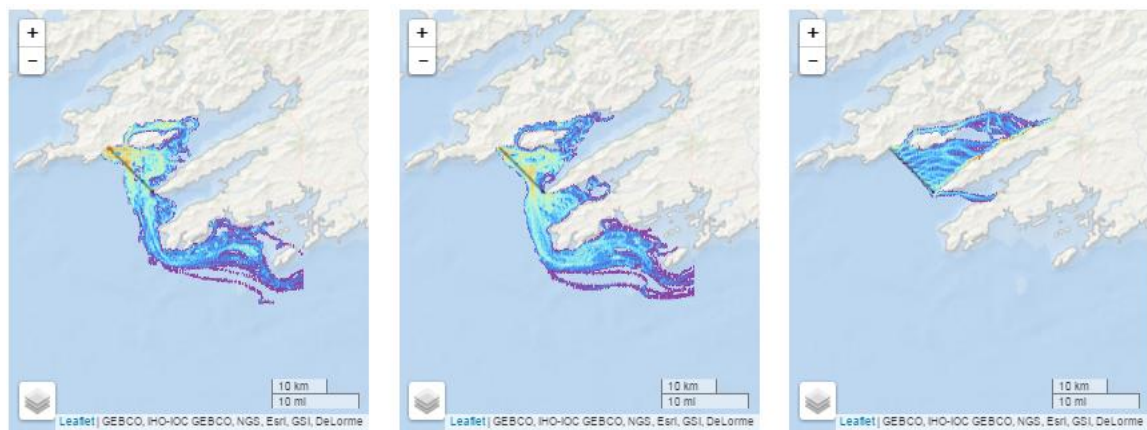 +
−
10 km
10 mi
Leaflet | GEBCO, IHO-IOC GEBCO, NGS, Esri, GSI, DeLorme
+
−
10 km
10 mi
Leaflet | GEBCO, IHO-IOC GEBCO, NGS, Esri, GSI, DeLorme
+
−
10 km
10 mi
Leaflet | GEBCO, IHO-IOC GEBCO, NGS, Esri, GSI, DeLorme